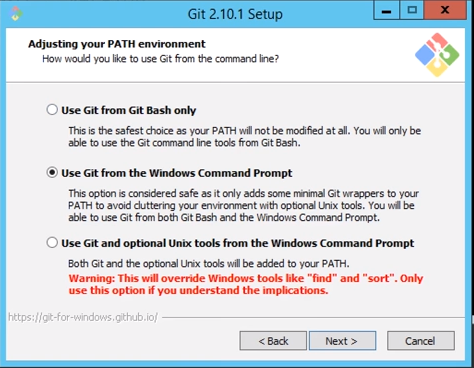 Git 2.10.1 Setup
Adjusting your PATH environment
How would you like to use Git from the command line?
Use Git from Git Bash only
This is the safest choice as your PATH will not be modified at all. You will only be
able to use the Git command line tools from Git Bash.
Use Git from the Windows Command Prompt
This option is considered safe as it only adds some minimal Git wrappers to your
PATH to avoid cluttering your environment with optional Unix tools. You will be
able to use Git from both Git Bash and the Windows Command Prompt.
Use Git and optional Unix tools from the Windows Command Prompt
Both Git and the optional Unix tools will be added to your PATH.
Warning: This will override Windows tools like "find" and "sort". Only
use this option if you understand the implications.
https://git-for-windows.github.io/
< Back
Next >
Cancel